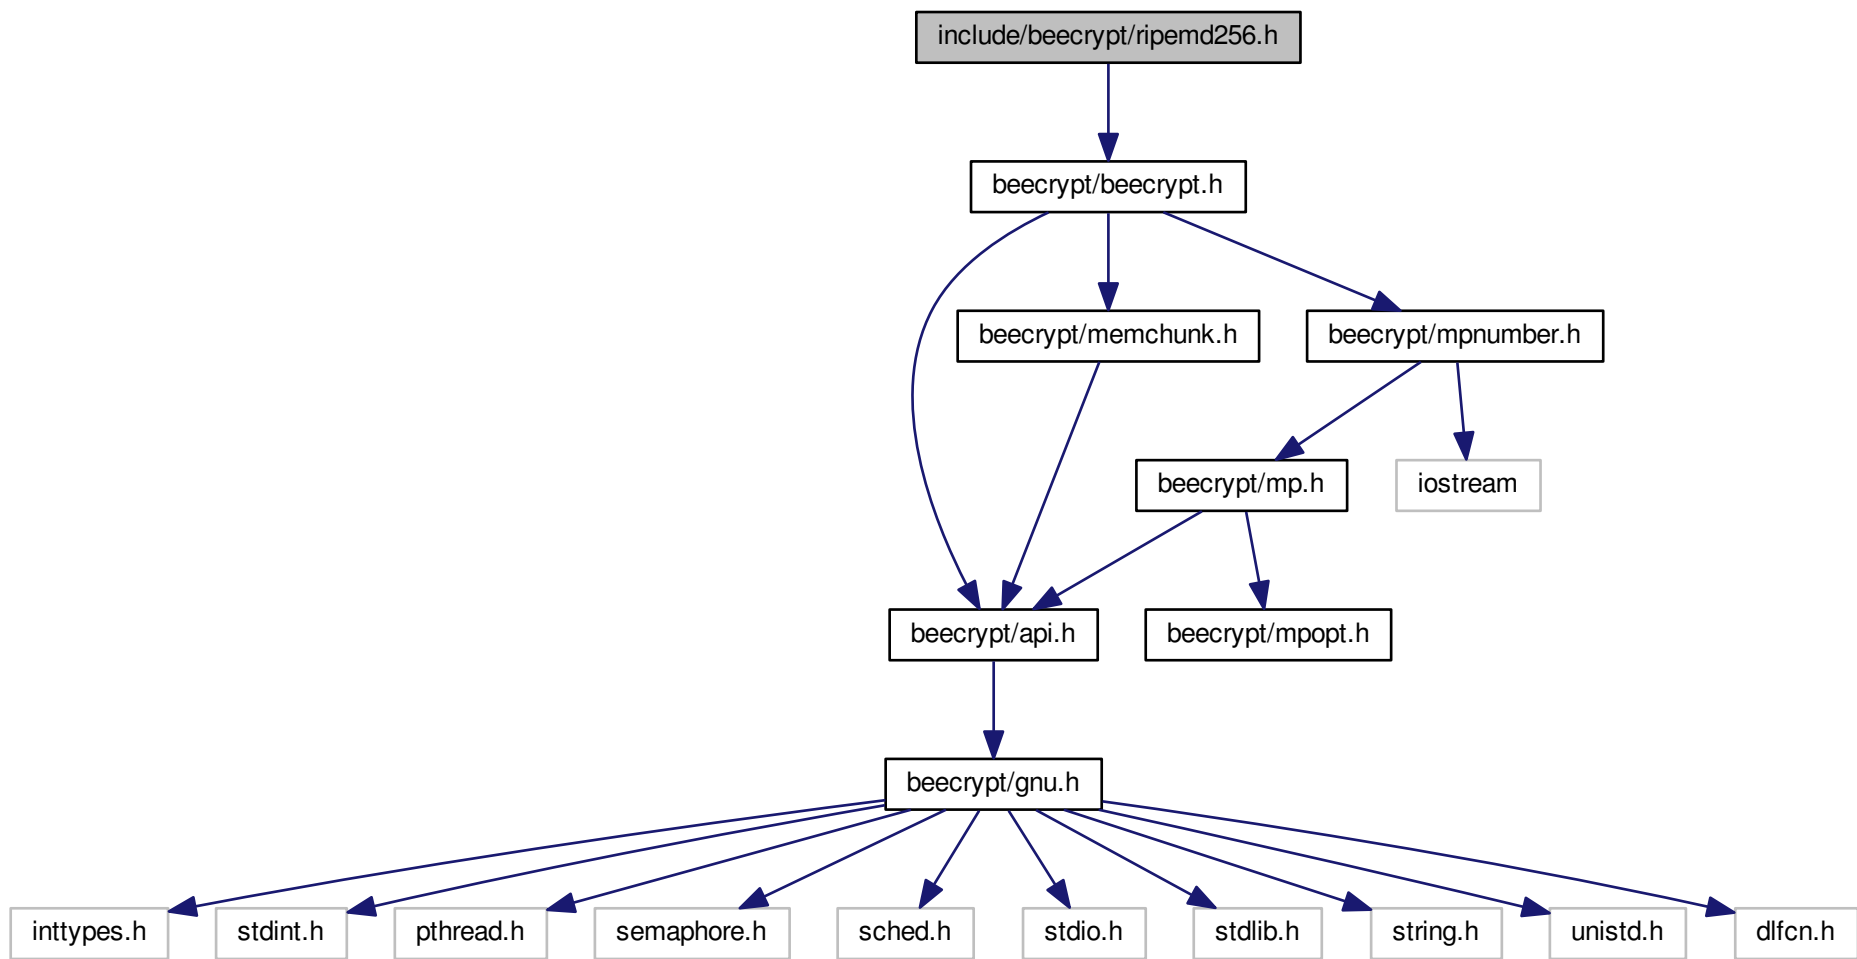 include/beecrypt/ripemd256.h
beecrypt/beecrypt.h
beecrypt/memchunk.h
beecrypt/mpnumber.h
beecrypt/mp.h
iostream
beecrypt/api.h
beecrypt/mpopt.h
beecrypt/gnu.h
inttypes.h
stdint.h
pthread.h
semaphore.h
sched.h
stdio.h
stdlib.h
string.h
unistd.h
dlfcn.h